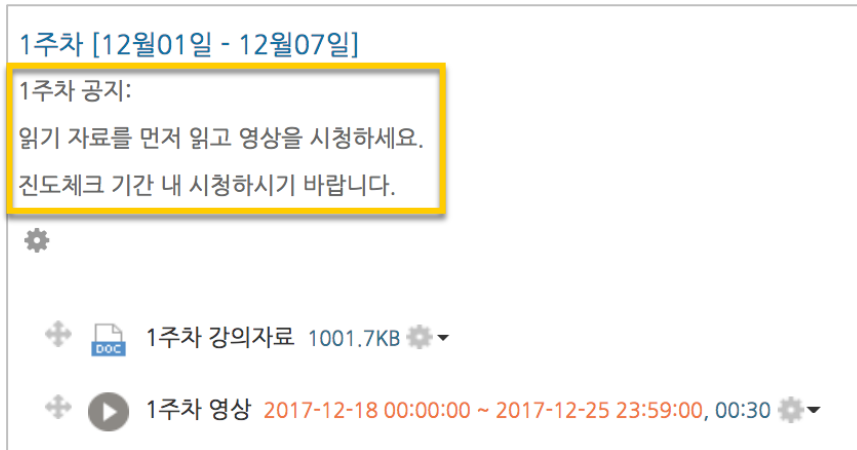 1주차 [12월01일 - 12월07일]
1주차 공지:
읽기 자료를 먼저 읽고 영상을 시청하세요.
진도체크 기간 내 시청하시기 바랍니다.
DOC 1주차 강의자료 1001.7KB
1주차 영상 2017-12-18 00:00:00 ~ 2017-12-25 23:59:00, 00:30